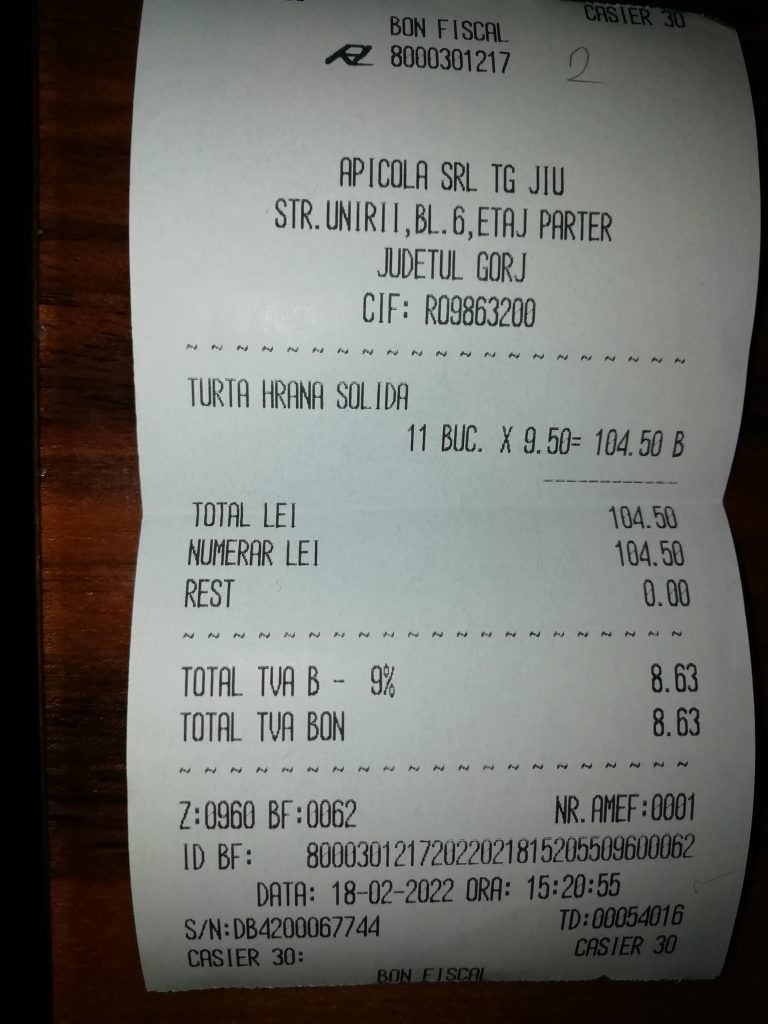 CASIER 30
BON FISCAL
8000301217 2
APICOLA SRL TG JIU
STR.UNIRII,BL.6,ETAJ PARTER
JUDETUL GORJ
CIF: RO9863200
~ ~ ~ ~ ~ ~ ~ ~ ~ ~ ~ ~ ~ ~ ~ ~ ~ ~ ~ ~ ~
TURTA HRANA SOLIDA
11 BUC. X 9.50= 104.50 B
-----------
TOTAL LEI 104.50
NUMERAR LEI 104.50
REST 0.00
~ ~ ~ ~ ~ ~ ~ ~ ~ ~ ~ ~ ~ ~ ~ ~ ~ ~ ~ ~ ~
TOTAL TVA B - 9% 8.63
TOTAL TVA BON 8.63
~ ~ ~ ~ ~ ~ ~ ~ ~ ~ ~ ~ ~ ~ ~ ~ ~ ~ ~ ~ ~
Z:0960 BF:0062 NR.AMEF:0001
ID BF: 80003012172022021815205509600062
DATA: 18-02-2022 ORA: 15:20:55
S/N:DB4200067744 TD:00054016
CASIER 30: CASIER 30
BON FISCAL